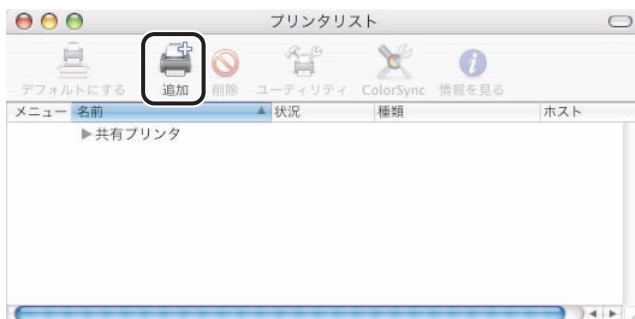 プリンタリスト
デフォルトにする 追加 削除 ユーティリティ ColorSync 情報を見る
メニュー 名前 状況 種類 ホスト
共有プリンタ